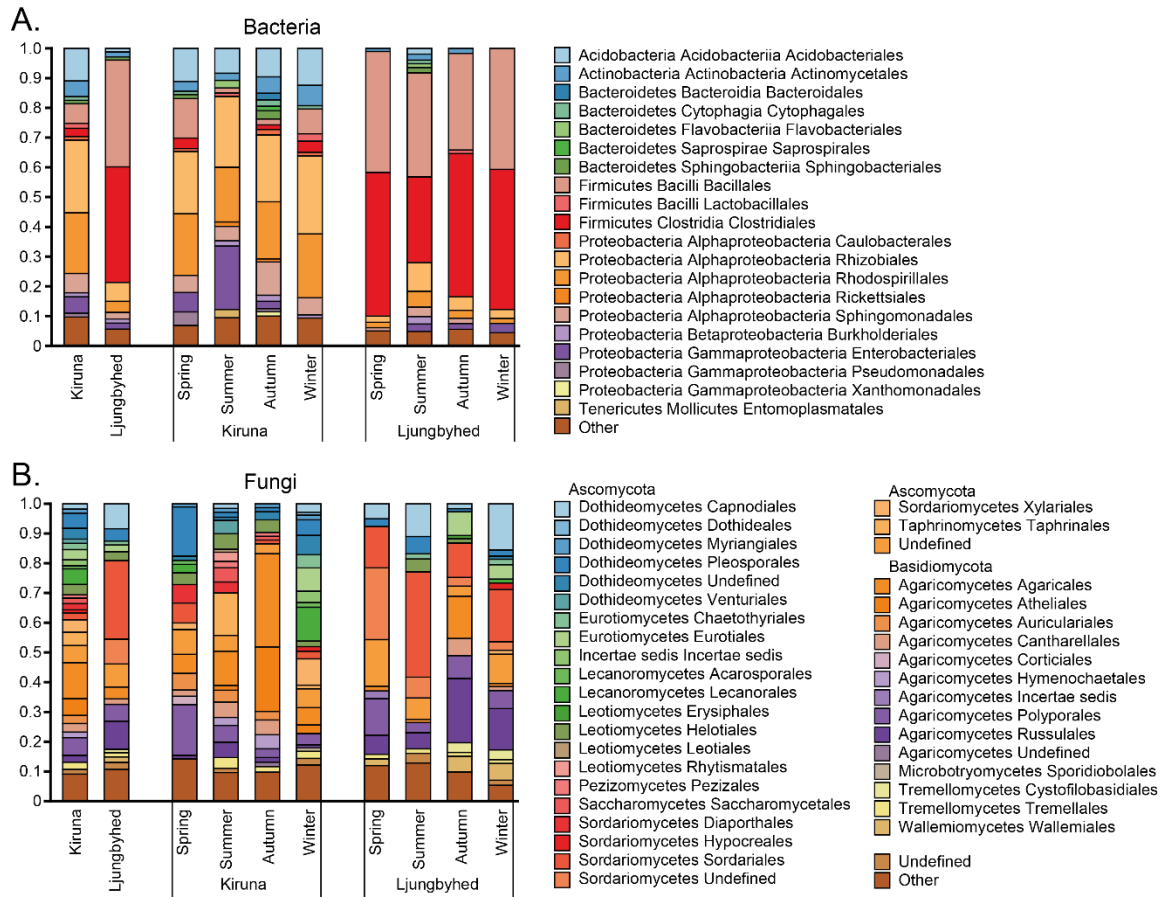 A.
Bacteria
1.0
0.9
0.8
0.7
0.6
0.5
0.4
0.3
0.2
0.1
0
Kiruna
Ljungbyhed
Spring
Summer
Autumn
Winter
Kiruna
Spring
Summer
Autumn
Winter
Ljungbyhed
Acidobacteria Acidobacteriia Acidobacteriales
Actinobacteria Actinobacteria Actinomycetales
Bacteroidetes Bacteroidia Bacteroidales
Bacteroidetes Cytophagia Cytophagales
Bacteroidetes Flavobacteriia Flavobacteriales
Bacteroidetes Saprospirae Saprospirales
Bacteroidetes Sphingobacteriia Sphingobacteriales
Firmicutes Bacilli Bacillales
Firmicutes Bacilli Lactobacillales
Firmicutes Clostridia Clostridiales
Proteobacteria Alphaproteobacteria Caulobacterales
Proteobacteria Alphaproteobacteria Rhizobiales
Proteobacteria Alphaproteobacteria Rhodospirillales
Proteobacteria Alphaproteobacteria Rickettsiales
Proteobacteria Alphaproteobacteria Sphingomonadales
Proteobacteria Betaproteobacteria Burkholderiales
Proteobacteria Gammaproteobacteria Enterobacteriales
Proteobacteria Gammaproteobacteria Pseudomonadales
Proteobacteria Gammaproteobacteria Xanthomonadales
Tenericutes Mollicutes Entomoplasmatales
Other
B.
Fungi
1.0
0.9
0.8
0.7
0.6
0.5
0.4
0.3
0.2
0.1
0
Kiruna
Ljungbyhed
Spring
Summer
Autumn
Winter
Kiruna
Spring
Summer
Autumn
Winter
Ljungbyhed
Ascomycota
Dothideomycetes Capnodiales
Dothideomycetes Dothideales
Dothideomycetes Myriangiales
Dothideomycetes Pleosporales
Dothideomycetes Undefined
Dothideomycetes Venturiales
Eurotiomycetes Chaetothyriales
Eurotiomycetes Eurotiales
Incertae sedis Incertae sedis
Lecanoromycetes Acarosporales
Lecanoromycetes Lecanorales
Leotiomycetes Erysiphales
Leotiomycetes Helotiales
Leotiomycetes Leotiales
Leotiomycetes Rhytismatales
Pezizomycetes Pezizales
Saccharomycetes Saccharomycetales
Sordariomycetes Diaporthales
Sordariomycetes Hypocreales
Sordariomycetes Sordariales
Sordariomycetes Undefined
Ascomycota
Sordariomycetes Xylariales
Taphrinomycetes Taphrinales
Undefined
Basidiomycota
Agaricomycetes Agaricales
Agaricomycetes Atheliales
Agaricomycetes Auriculariales
Agaricomycetes Cantharellales
Agaricomycetes Corticiales
Agaricomycetes Hymenochaetales
Agaricomycetes Incertae sedis
Agaricomycetes Polyporales
Agaricomycetes Russulales
Agaricomycetes Undefined
Microbotryomycetes Sporidiobolales
Tremellomycetes Cystofilobasidiales
Tremellomycetes Tremellales
Wallemiomycetes Wallemiales
Undefined
Other